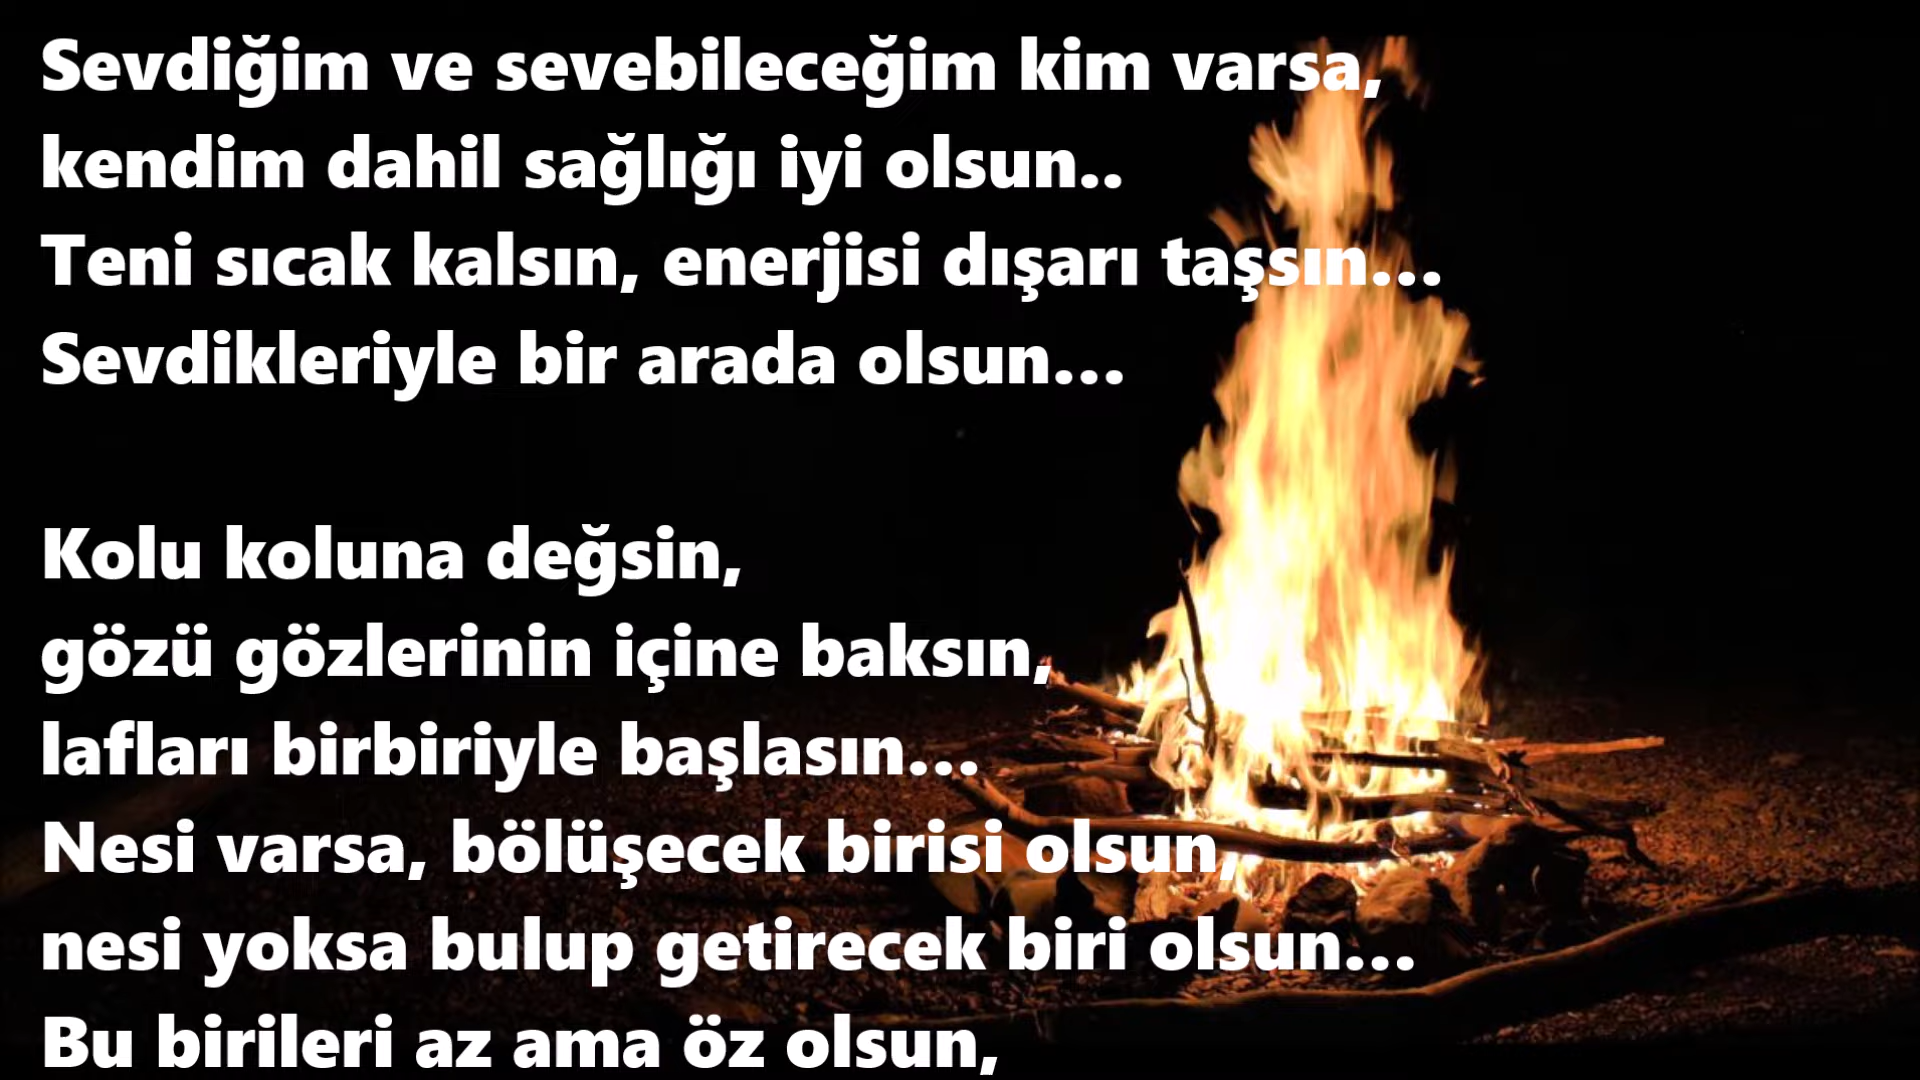 Sevdiğim ve sevebileceğim kim varsa,
kendim dahil sağlığı iyi olsun..
Teni sıcak kalsın, enerjisi dışarı taşsın...
Sevdikleriyle bir arada olsun...
Kolu koluna değsin,
gözü gözlerinin içine baksın,
lafları birbiriyle başlasın...
Nesi varsa, bölüşecek birisi olsun,
nesi yoksa bulup getirecek biri olsun...
Bu birileri az ama öz olsun,